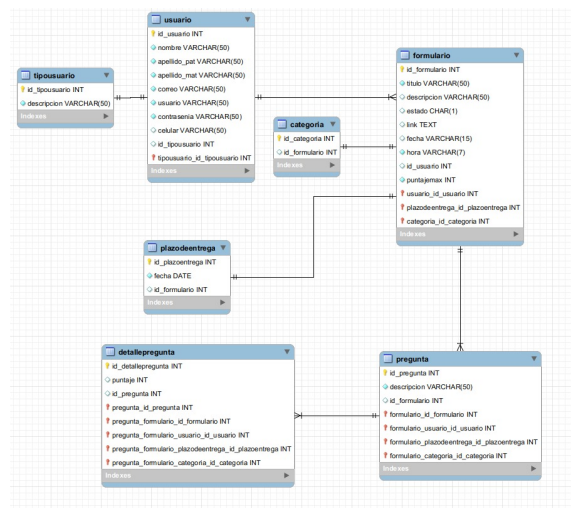 usuario
id_usuario INT
nombre VARCHAR(50)
apellido_pat VARCHAR(50)
apellido_mat VARCHAR(50)
correo VARCHAR(50)
usuario VARCHAR(50)
contrasenia VARCHAR(50)
celular VARCHAR(50)
id_tipousuario INT
tipousuario_id_tipousuario INT
Indexes
tipousuario
id_tipousuario INT
descripcion VARCHAR(50)
Indexes
formulario
id_formulario INT
titulo VARCHAR(50)
descripcion VARCHAR(50)
estado CHAR(1)
link TEXT
fecha VARCHAR(15)
hora VARCHAR(7)
id_usuario INT
puntajemax INT
usuario_id_usuario INT
plazodeentrega_id_plazoentrega INT
categoria_id_categoria INT
Indexes
categoria
id_categoria INT
id_formulario INT
Indexes
plazodeentrega
id_plazoentrega INT
fecha DATE
id_formulario INT
Indexes
detallepregunta
id_detallepregunta INT
puntaje INT
id_pregunta INT
pregunta_id_pregunta INT
pregunta_formulario_id_formulario INT
pregunta_formulario_usuario_id_usuario INT
pregunta_formulario_plazodeentrega_id_plazoentrega INT
pregunta_formulario_categoria_id_categoria INT
Indexes
pregunta
id_pregunta INT
descripcion VARCHAR(50)
id_formulario INT
formulario_id_formulario INT
formulario_usuario_id_usuario INT
formulario_plazodeentrega_id_plazoentrega INT
formulario_categoria_id_categoria INT
Indexes